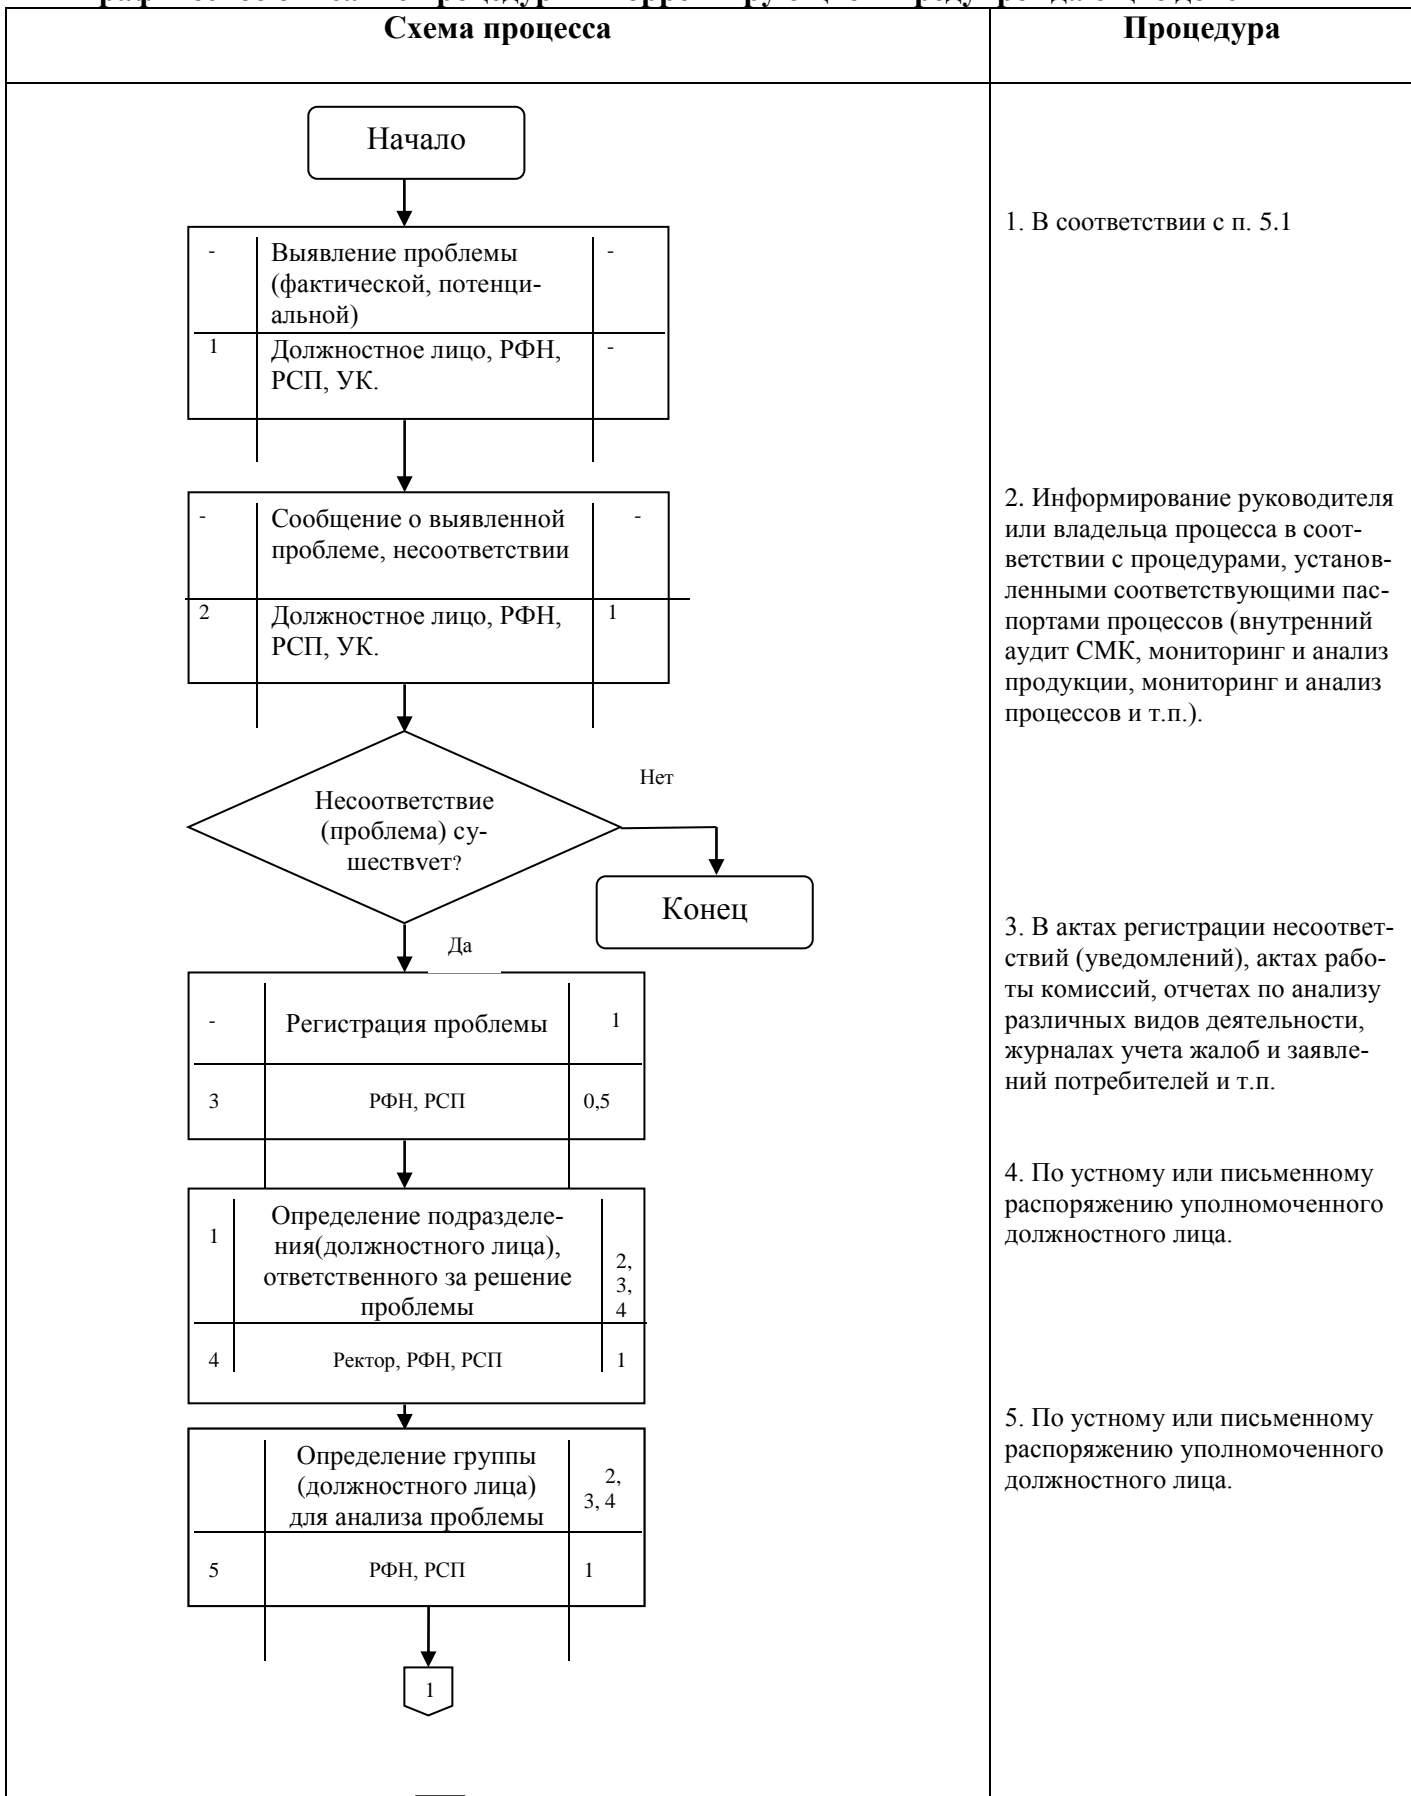 Схема процесса
Процедура
Начало
-
Выявление проблемы
(фактической, потенци-
альной)
-
1
Должностное лицо, РФН,
РСП, УК.
-
1. В соответствии с п. 5.1
-
Сообщение о выявленной
проблеме, несоответствии
-
2
Должностное лицо, РФН,
РСП, УК.
1
2. Информирование руководителя
или владельца процесса в соот-
ветствии с процедурами, установ-
ленными соответствующими пас-
портами процессов (внутренний
аудит СМК, мониторинг и анализ
продукции, мониторинг и анализ
процессов и т.п.).
Несоответствие
(проблема) су-
ществует?
Нет
Конец
Да
-
Регистрация проблемы
1
3
РФН, РСП
0,5
3. В актах регистрации несоответ-
ствий (уведомлений), актах рабо-
ты комиссий, отчетах по анализу
различных видов деятельности,
журналах учета жалоб и заявле-
ний потребителей и т.п.
1
Определение подразделе-
ния(должностного лица),
ответственного за решение
проблемы
2,
3,
4
4
Ректор, РФН, РСП
1
4. По устному или письменному
распоряжению уполномоченного
должностного лица.
Определение группы
(должностного лица)
для анализа проблемы
2,
3, 4
5
РФН, РСП
1
5. По устному или письменному
распоряжению уполномоченного
должностного лица.
1